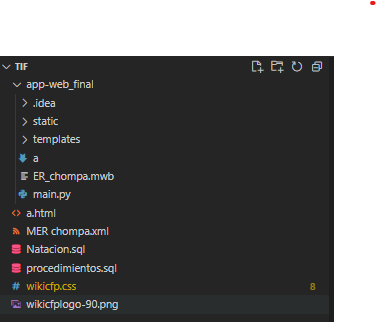 TIF
app-web_final
.idea
static
templates
a
ER_chompa.mwb
main.py
a.html
MER chompa.xml
Natacion.sql
procedimientos.sql
wikicfp.css 8
wikicfplogo-90.png